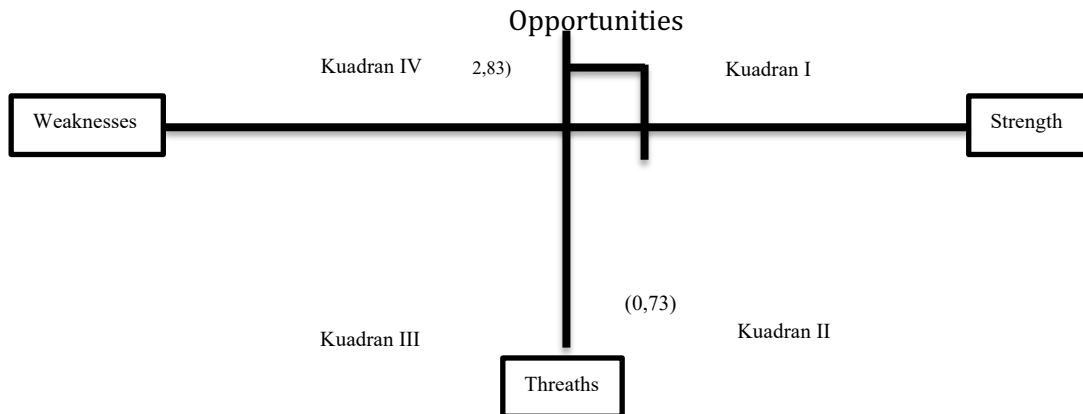 Opportunities
Kuadran IV
2,83)
Kuadran I
Weaknesses
Strength
(0,73)
Kuadran III
Kuadran II
Threaths